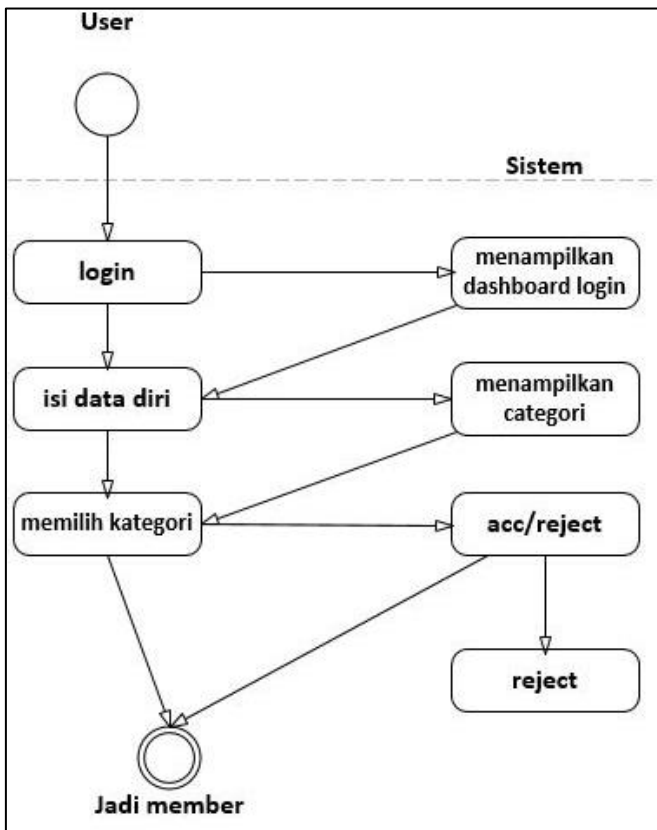 User
Sistem
login
menampilkan
dashboard login
isi data diri
menampilkan
categori
memilih kategori
acc/reject
reject
Jadi member